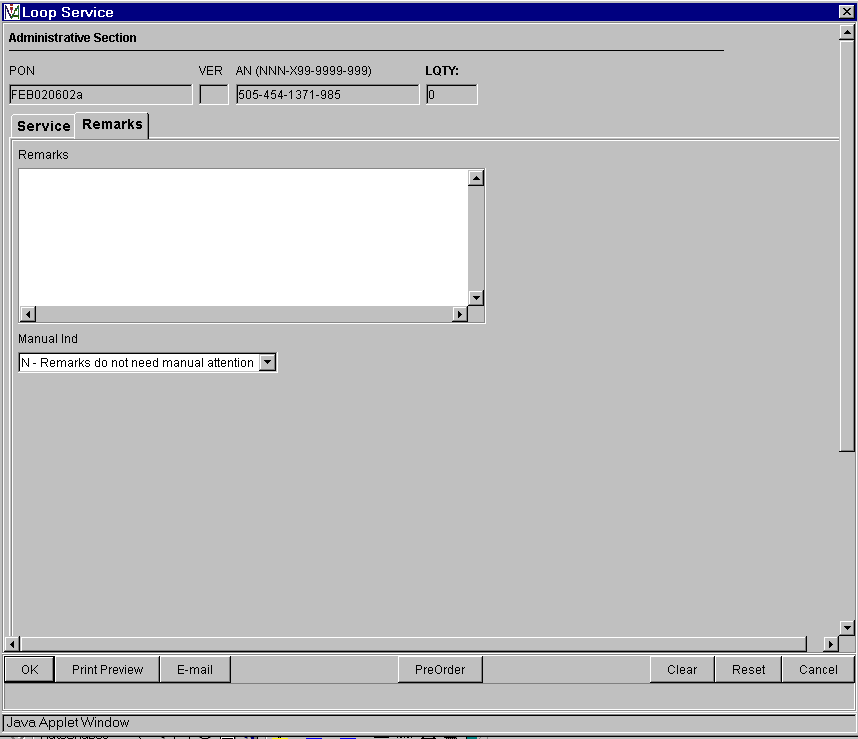 Loop Service
Administrative Section
PON VER AN (NNN-X99-9999-999) LQTY:
FEB020602a 505-454-1371-985 0
Service Remarks
Remarks
Manual Ind
N - Remarks do not need manual attention
OK Print Preview E-mail PreOrder Clear Reset Cancel
Java Applet Window